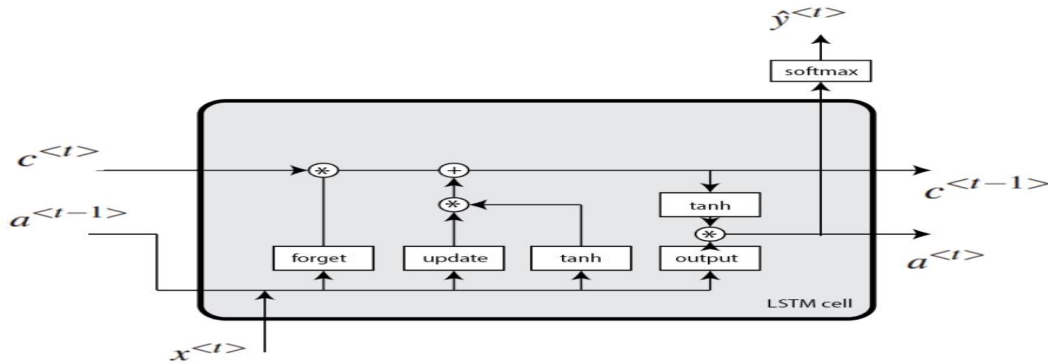 ŷ<t>
softmax
c<t>
c<t-1>
a<t-1>
tanh
*
+
*
*
forget
update
tanh
output
a<t>
LSTM cell
x<t>